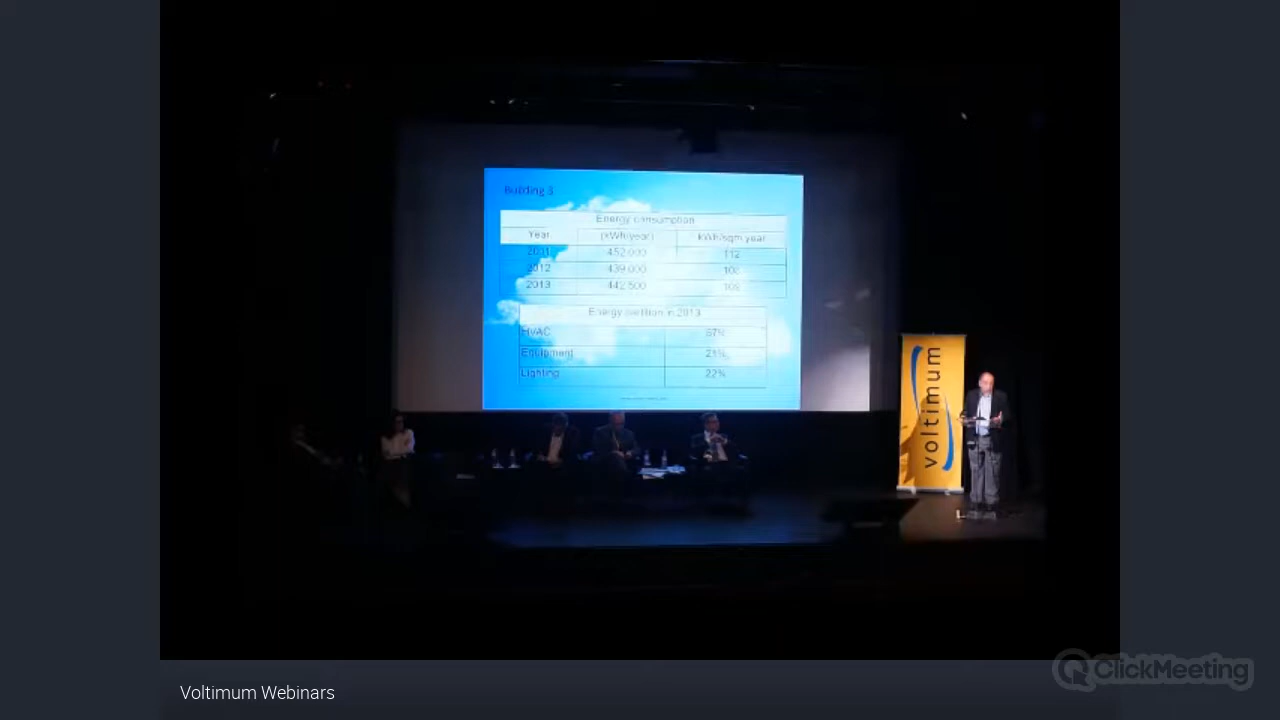 Building 3
Energy consumption
Year (kWh/year) kWh/sqm year
2011 452.000 112
2012 439.000
2013 442.500 109
Energy partition in 2013
HVAC 57%
Equipment 21%
Lighting 22%
voltimum
ClickMeeting
Voltimum Webinars